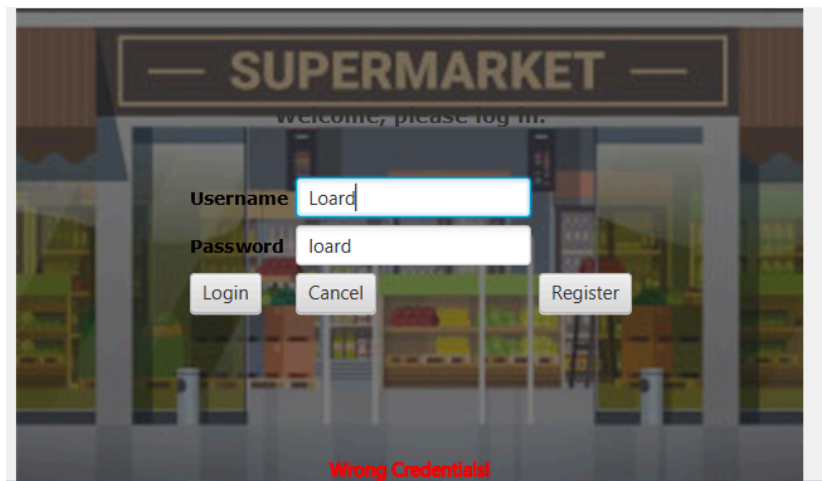 — SUPERMARKET —
Welcome, please log in.
Username Loard
Password loard
Login Cancel Register
Wrong Credentials!